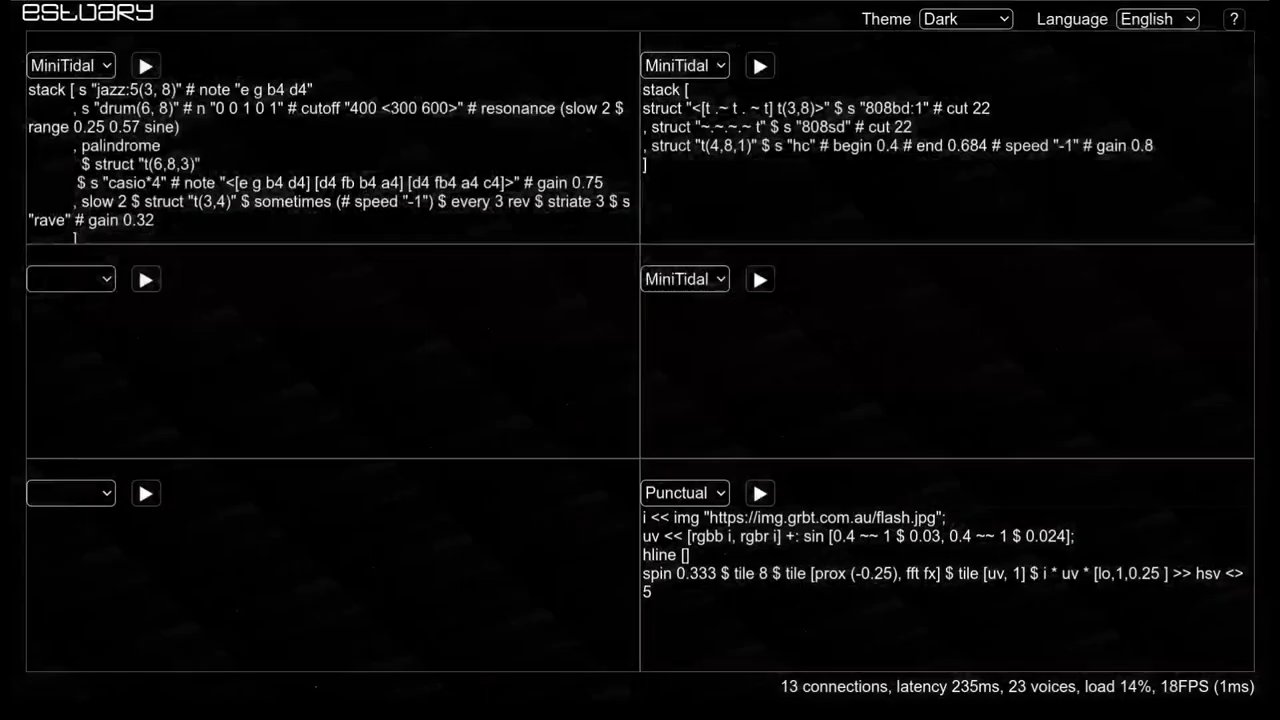 estuary
Theme Dark Language English ?
MiniTidal
stack [ s "jazz:5(3, 8)" # note "e g b4 d4"
, s "drum(6, 8)" # n "0 0 1 0 1" # cutoff "400 <300 600>" # resonance (slow 2 $
range 0.25 0.57 sine)
, palindrome
$ struct "t(6,8,3)"
$ s "casio*4" # note "<[e g b4 d4] [d4 fb b4 a4] [d4 fb4 a4 c4]>" # gain 0.75
, slow 2 $ struct "t(3,4)" $ sometimes (# speed "-1") $ every 3 rev $ striate 3 $ s
"rave" # gain 0.32
]
MiniTidal
stack [
struct "<[t .~ t . ~ t] t(3,8)>" $ s "808bd:1" # cut 22
, struct "~.~.~.~ t" $ s "808sd" # cut 22
, struct "t(4,8,1)" $ s "hc" # begin 0.4 # end 0.684 # speed "-1" # gain 0.8
]
MiniTidal
Punctual
i << img "https://img.grbt.com.au/flash.jpg";
uv << [rgbb i, rgbr i] +: sin [0.4 ~~ 1 $ 0.03, 0.4 ~~ 1 $ 0.024];
hline []
spin 0.333 $ tile 8 $ tile [prox (-0.25), fft fx] $ tile [uv, 1] $ i * uv * [lo,1,0.25 ] >> hsv <>
5
13 connections, latency 235ms, 23 voices, load 14%, 18FPS (1ms)